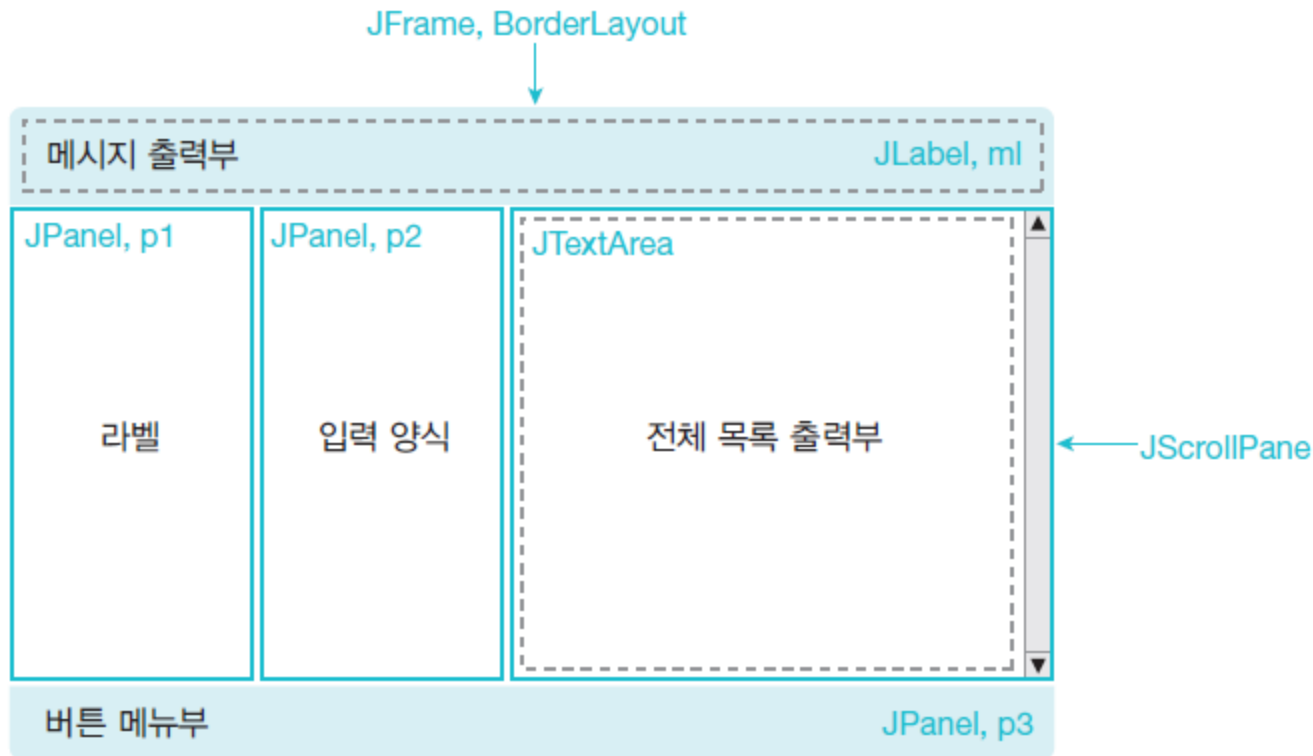 JFrame, BorderLayout
메시지 출력부 JLabel, ml
JPanel, p1 JPanel, p2 JTextArea
라벨 입력 양식 전체 목록 출력부
JScrollPane
버튼 메뉴부 JPanel, p3